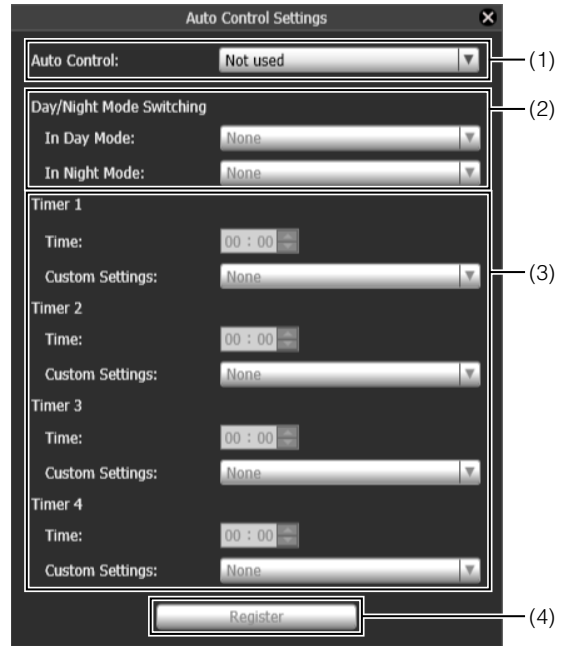 Auto Control Settings
Auto Control: Not used (1)
Day/Night Mode Switching (2)
In Day Mode: None
In Night Mode: None
Timer 1
Time: 00 : 00
Custom Settings: None (3)
Timer 2
Time: 00 : 00
Custom Settings: None
Timer 3
Time: 00 : 00
Custom Settings: None
Timer 4
Time: 00 : 00
Custom Settings: None
Register (4)